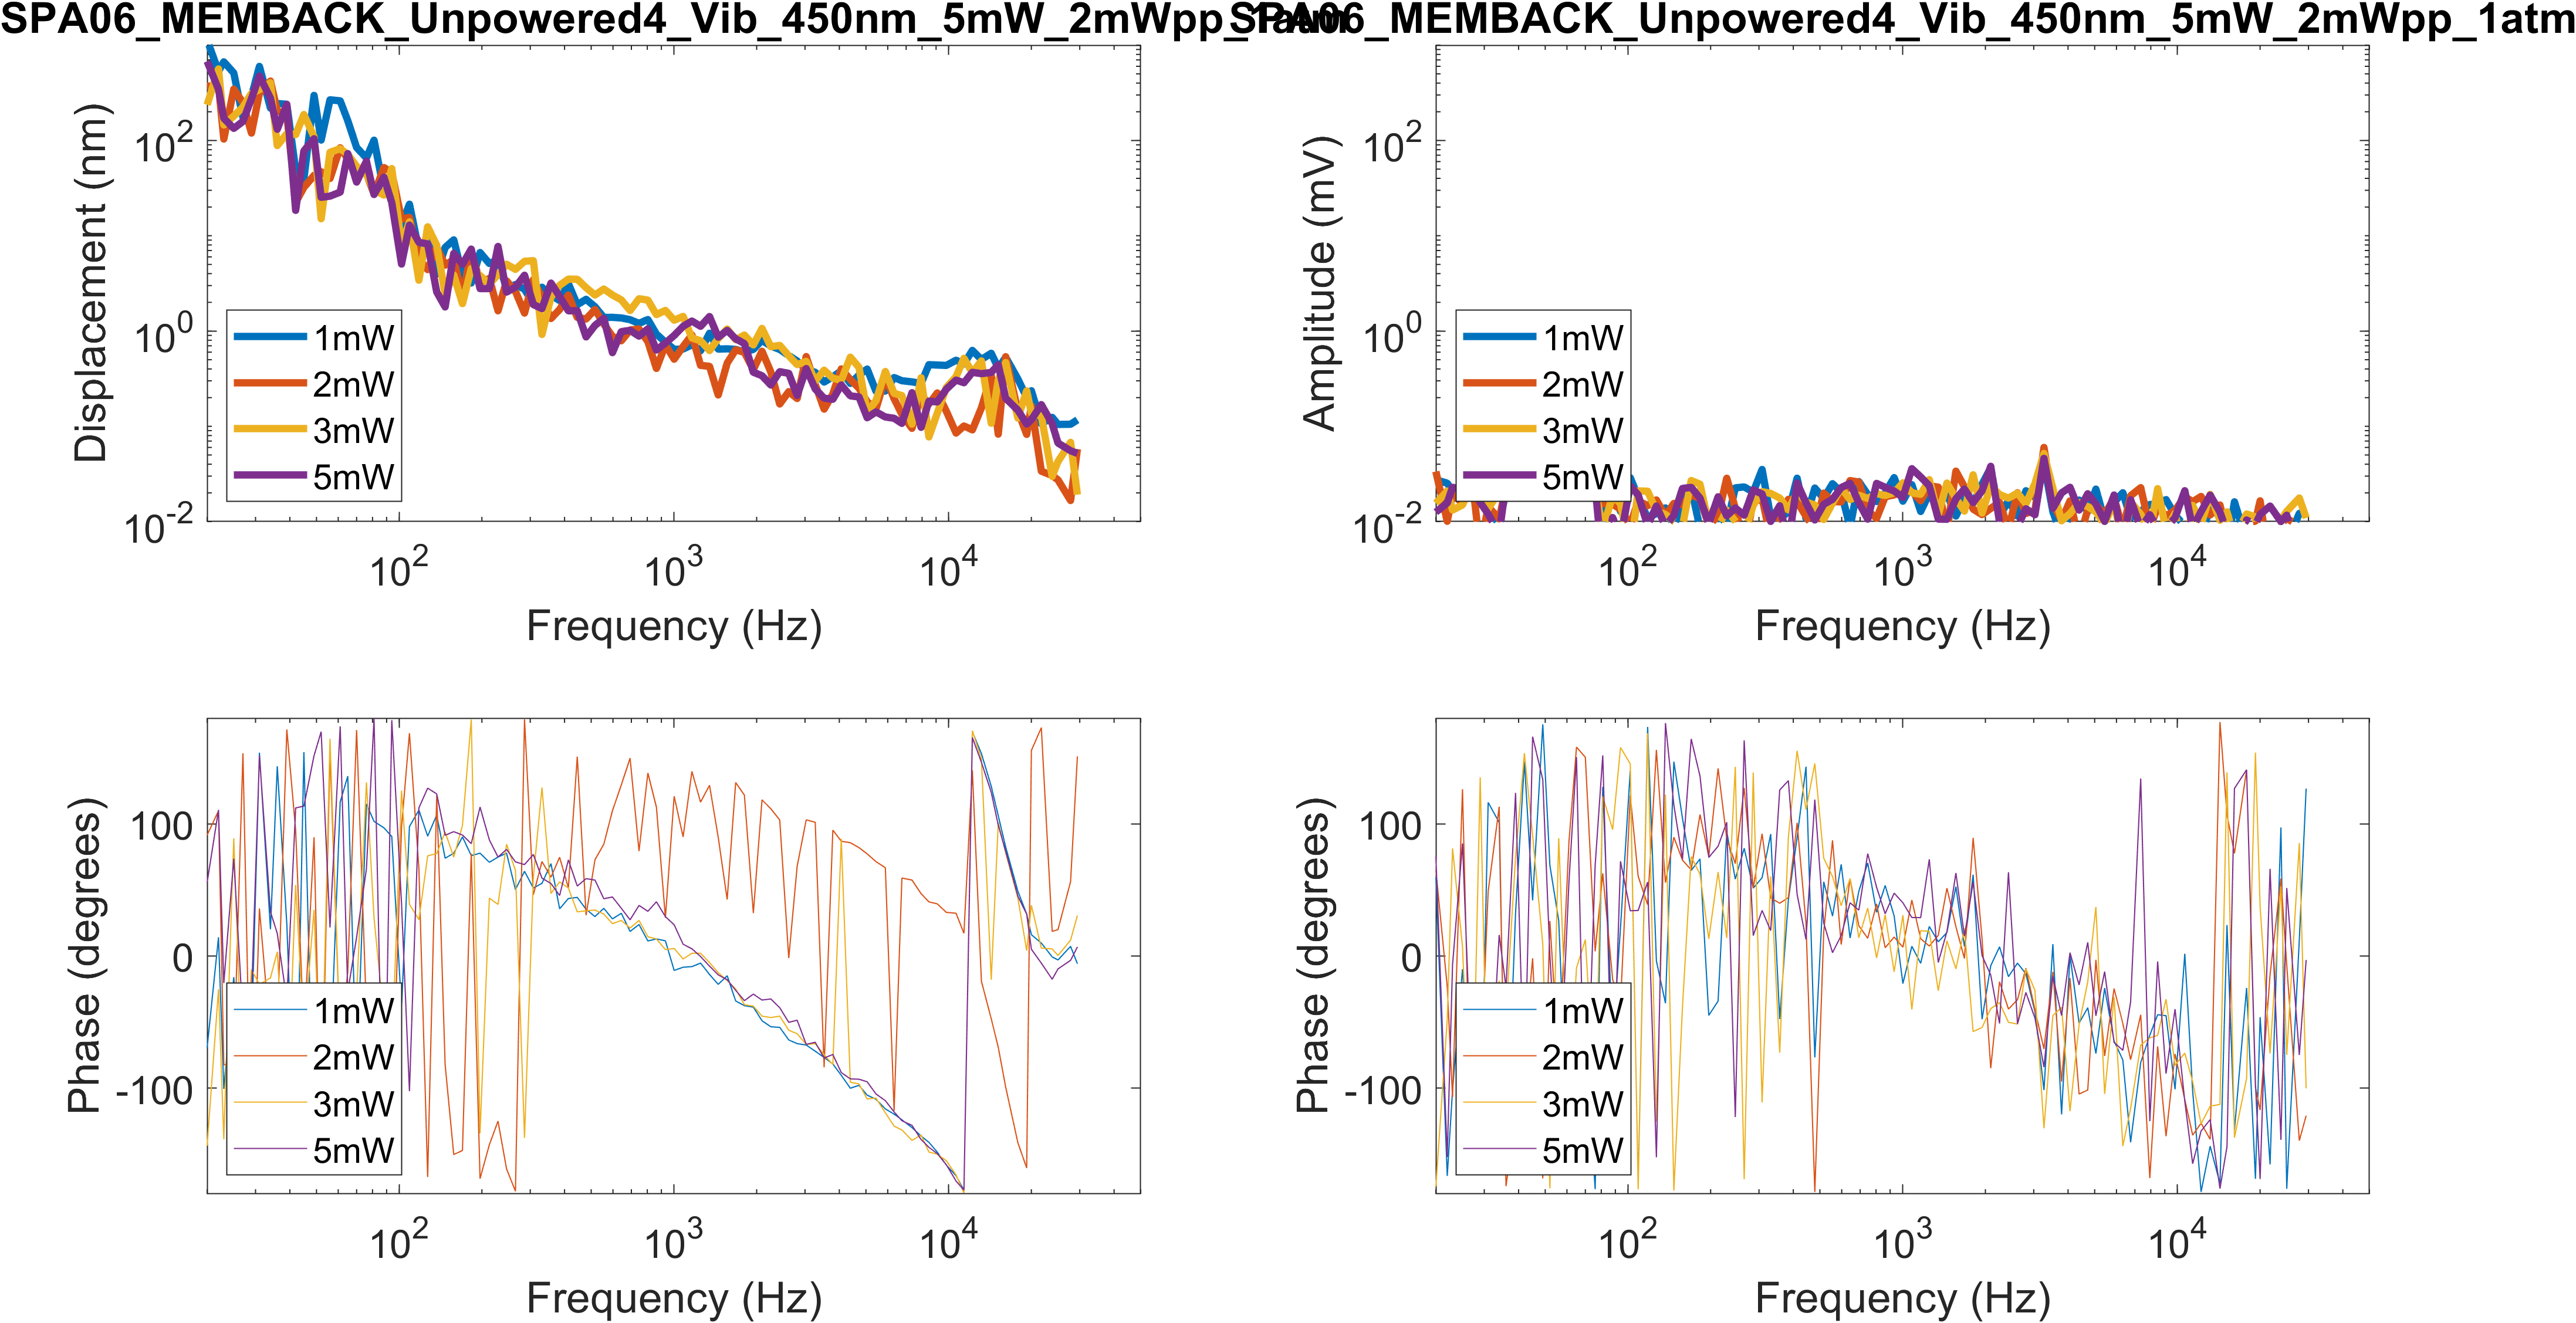 SPA06_MEMBACK_Unpowered4_Vib_450nm_5mW_2mWpp_1atm
SPA06_MEMBACK_Unpowered4_Vib_450nm_5mW_2mWpp_1atm
Displacement (nm)
10^2
10^0
10^-2
1mW
2mW
3mW
5mW
10^2
10^3
10^4
Frequency (Hz)
Amplitude (mV)
10^2
10^0
10^-2
1mW
2mW
3mW
5mW
10^2
10^3
10^4
Frequency (Hz)
Phase (degrees)
100
0
-100
1mW
2mW
3mW
5mW
10^2
10^3
10^4
Frequency (Hz)
Phase (degrees)
100
0
-100
1mW
2mW
3mW
5mW
10^2
10^3
10^4
Frequency (Hz)